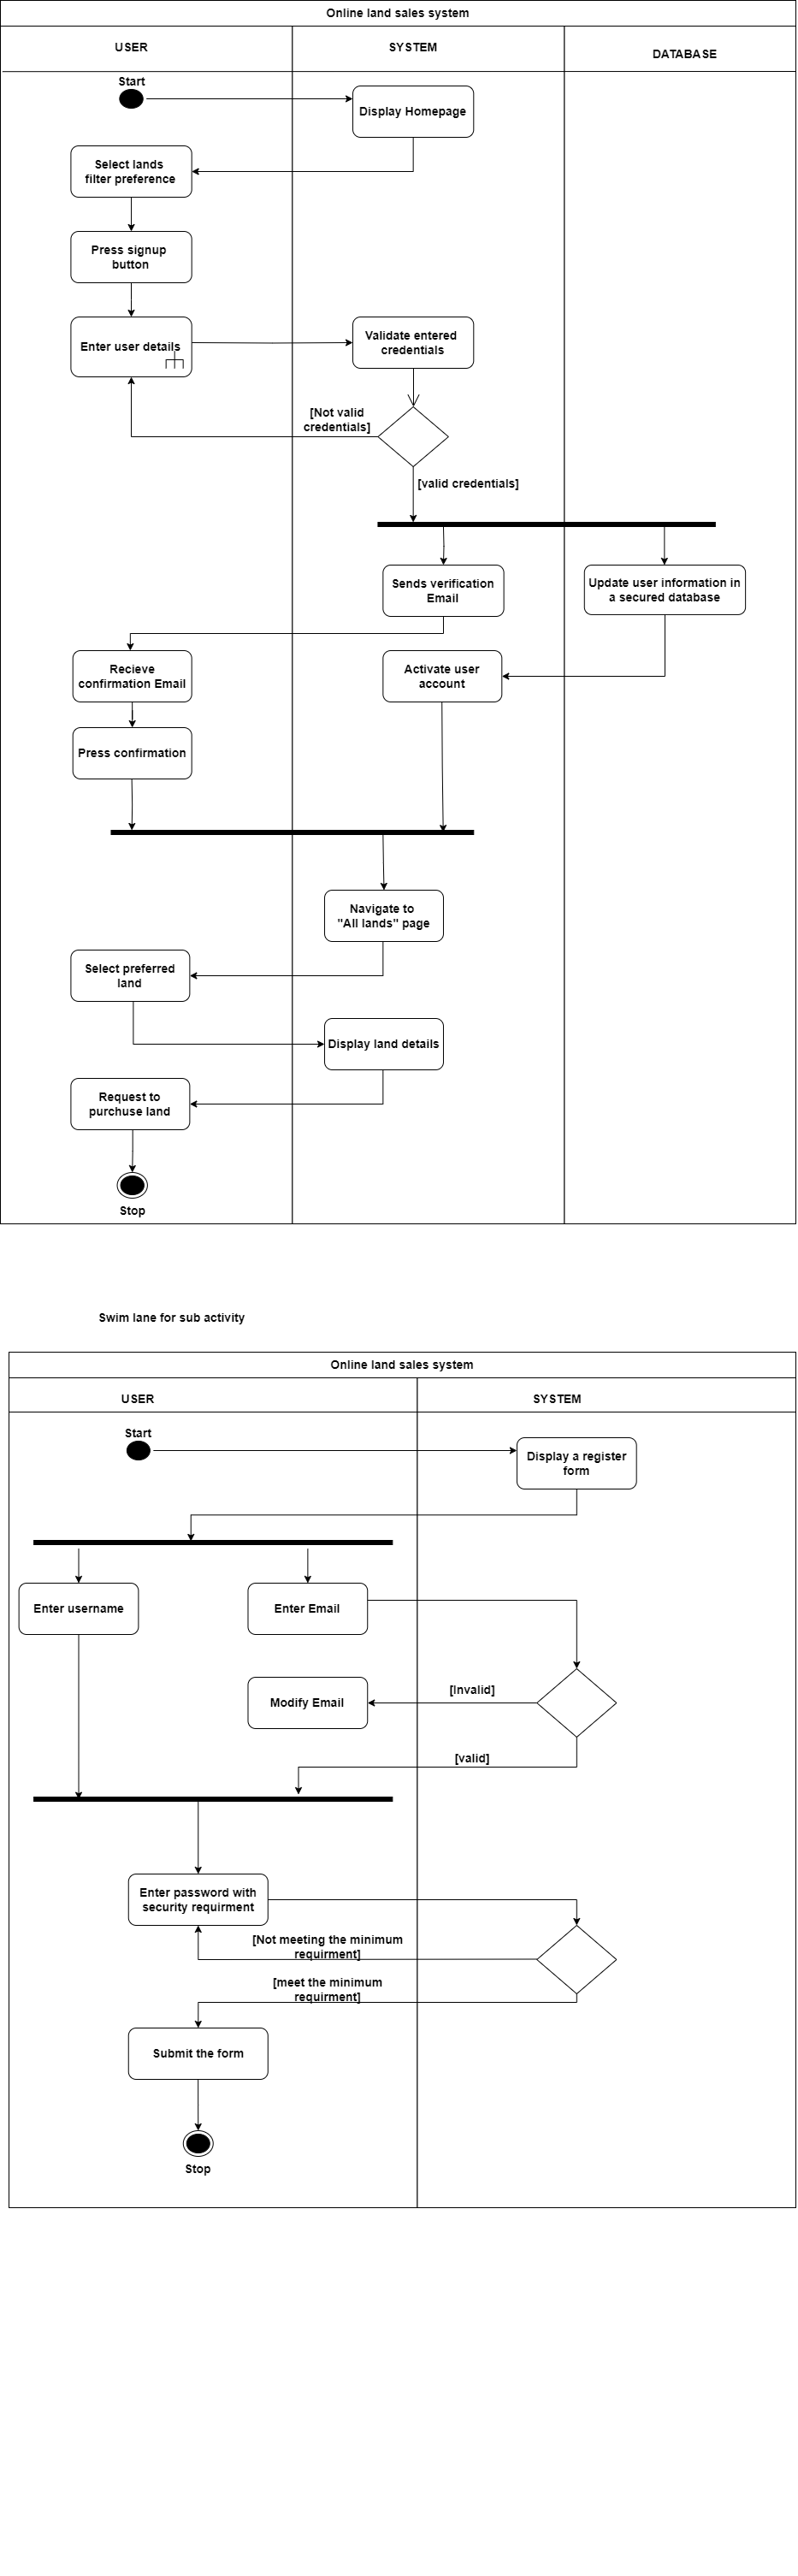 Online land sales system
USER
SYSTEM
DATABASE
Start
Display Homepage
Select lands
filter preference
Press signup
button
Enter user details
Validate entered
credentials
[Not valid
credentials]
[valid credentials]
Sends verification
Email
Update user information in
a secured database
Recieve
confirmation Email
Activate user
account
Press confirmation
Navigate to
"All lands" page
Select preferred
land
Display land details
Request to
purchuse land
Stop
Swim lane for sub activity
Online land sales system
USER
SYSTEM
Start
Display a register
form
Enter username
Enter Email
[Invalid]
Modify Email
[valid]
Enter password with
security requirment
[Not meeting the minimum
requirment]
[meet the minimum
requirment]
Submit the form
Stop